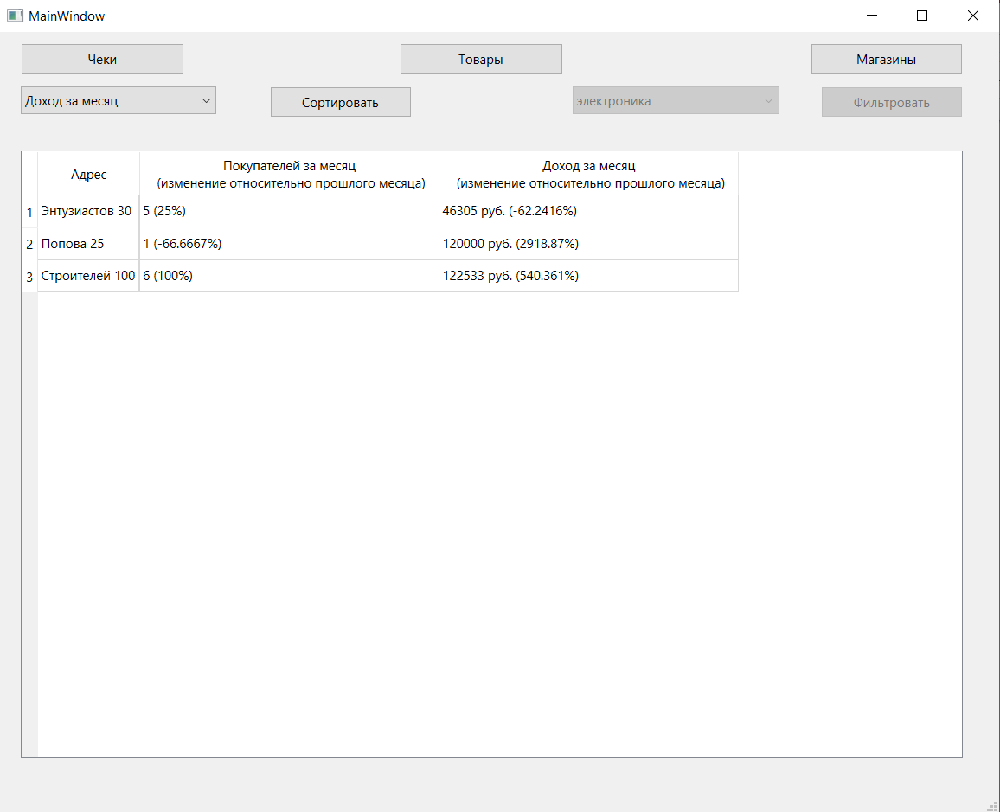 MainWindow
Чеки
Товары
Магазины
Доход за месяц
Сортировать
электроника
Фильтровать
Адрес
Покупателей за месяц
(изменение относительно прошлого месяца)
Доход за месяц
(изменение относительно прошлого месяца)
1 Энтузиастов 30 5 (25%) 46305 руб. (-62.2416%)
2 Попова 25 1 (-66.6667%) 120000 руб. (2918.87%)
3 Строителей 100 6 (100%) 122533 руб. (540.361%)